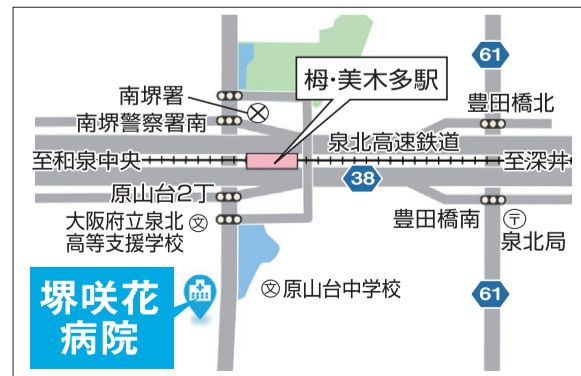 61
栂・美木多駅
南堺署
豊田橋北
南堺警察署南
泉北高速鉄道
至和泉中央
至深井
38
原山台2丁
大阪府立泉北
高等支援学校
文
豊田橋南
〒
泉北局
文
原山台中学校
堺咲花
病院
61